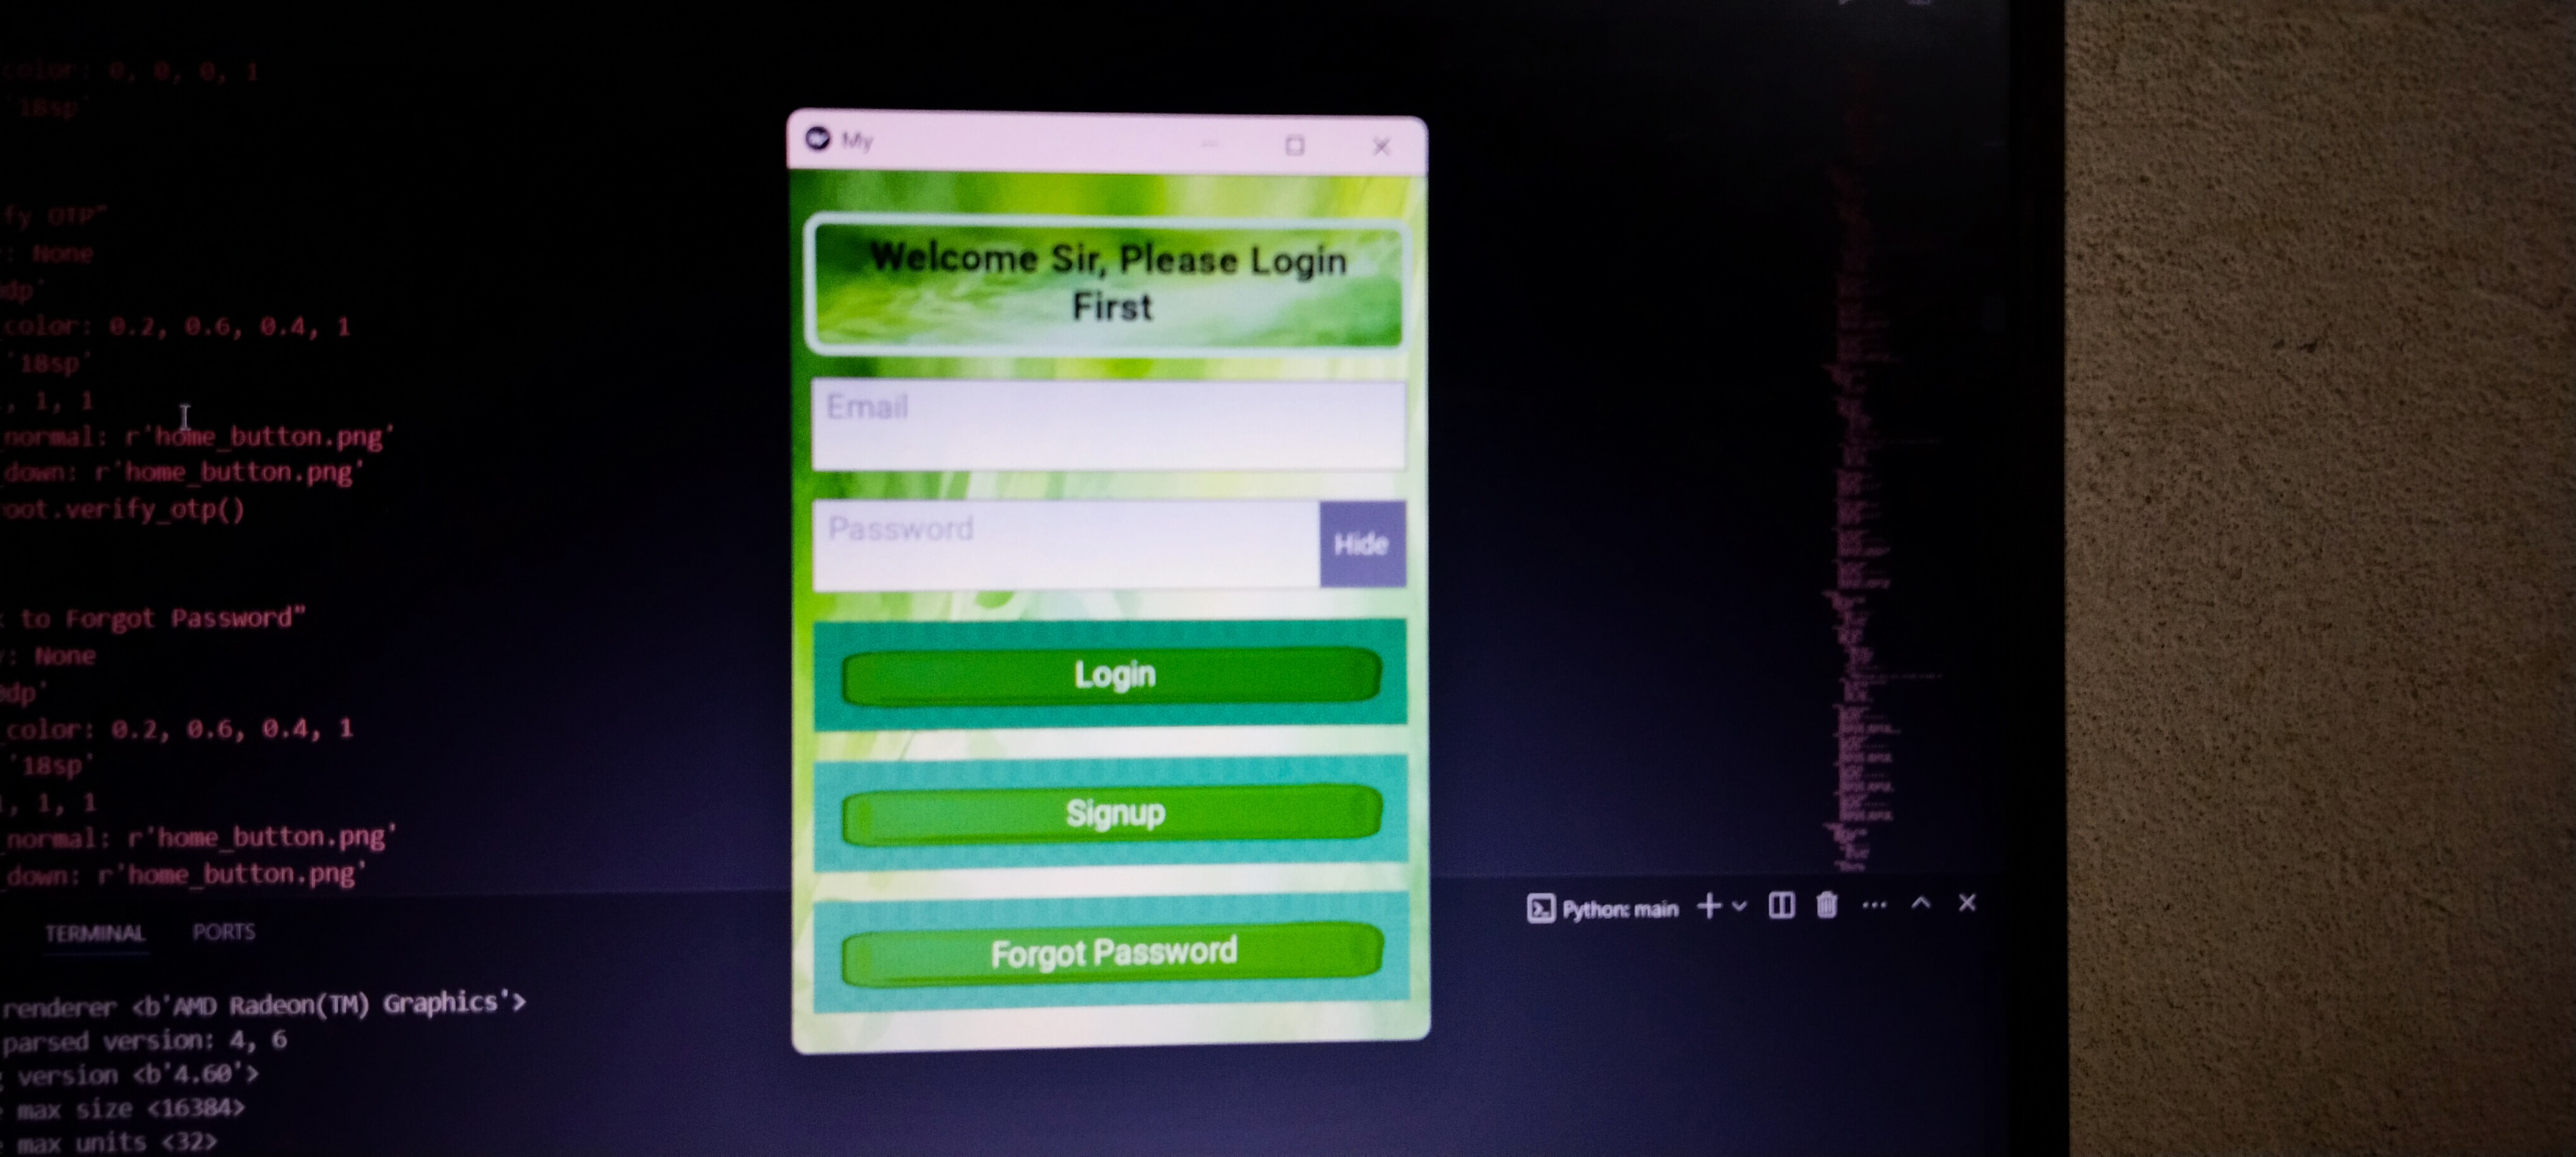 color: 0, 0, 0, 1
'18sp'
fy OTP"
: None
dp'
color: 0.2, 0.6, 0.4, 1
'18sp'
, 1, 1
normal: r'home_button.png'
down: r'home_button.png'
oot.verify_otp()
to Forgot Password"
: None
dp'
color: 0.2, 0.6, 0.4, 1
'18sp'
, 1, 1
_normal: r'home_button.png'
_down: r'home_button.png'
My
Welcome Sir, Please Login
First
Email
Password
Hide
Login
Signup
Forgot Password
TERMINAL PORTS
Python: main
renderer <b'AMD Radeon(TM) Graphics'>
parsed version: 4, 6
version <b'4.60'>
max size <16384>
max units <32>